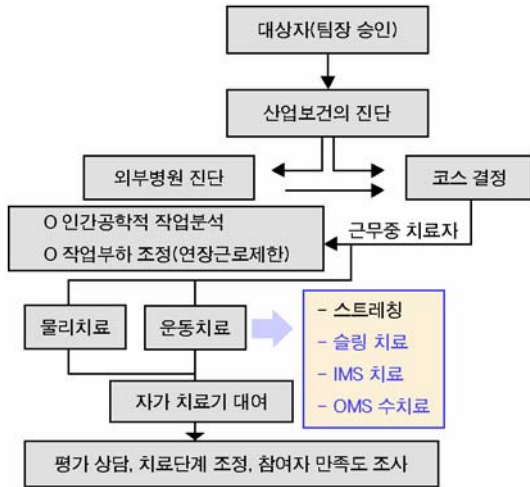 대상자(팀장 승인)
산업보건의 진단
외부병원 진단
코스 결정
O 인간공학적 작업분석
O 작업부하 조정(연장근로제한)
근무중 치료자
물리치료
운동치료
- 스트레칭
- 슬링 치료
- IMS 치료
- OMS 수치료
자가 치료기 대여
평가 상담, 치료단계 조정, 참여자 만족도 조사